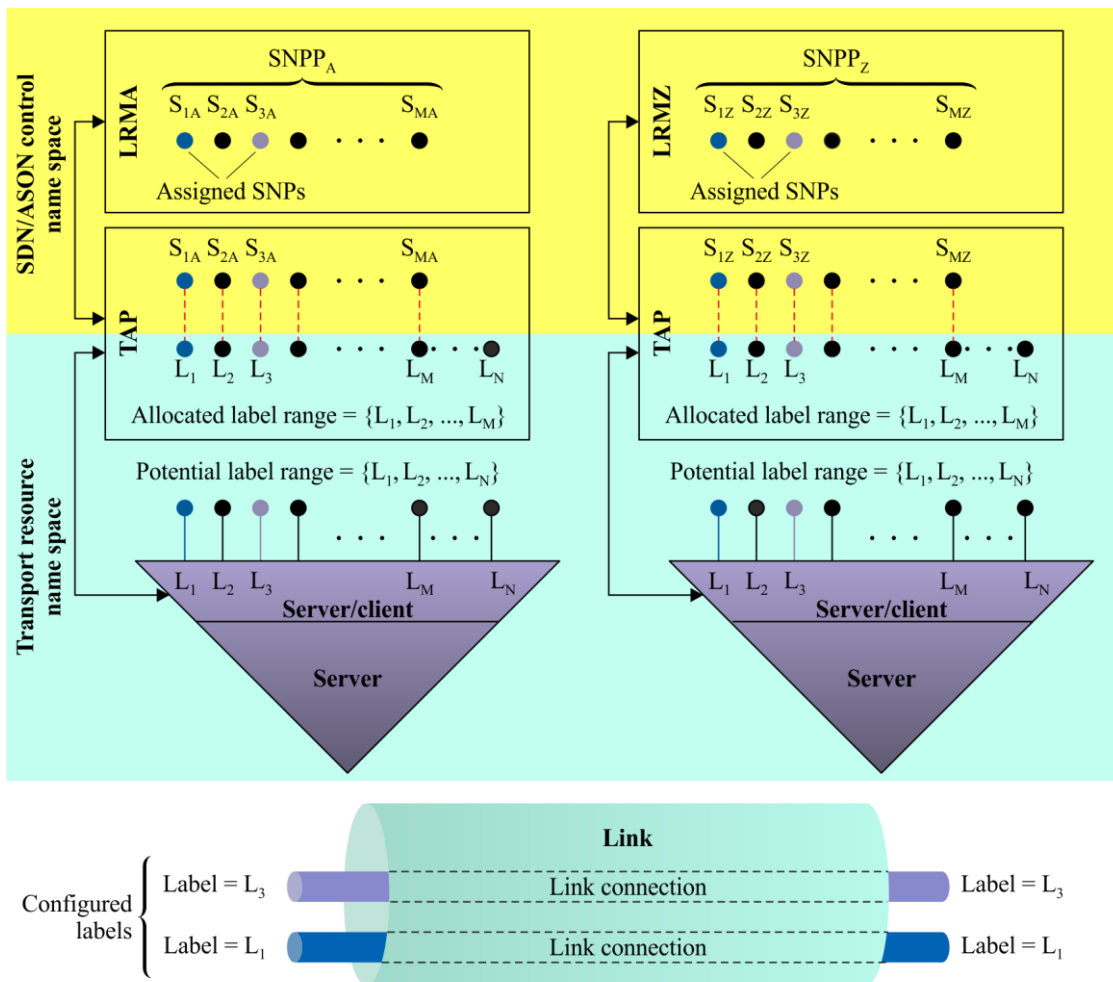 SDN/ASON control
name space
Transport resource
name space
LRMA
SNPP_A
S_1A S_2A S_3A S_MA
· · · 
Assigned SNPs
TAP
S_1A S_2A S_3A S_MA
· · ·
· · · · · ·
L_1 L_2 L_3 L_M L_N
Allocated label range = {L_1, L_2, ..., L_M}
Potential label range = {L_1, L_2, ..., L_N}
· · · · · ·
L_1 L_2 L_3 L_M L_N
Server/client
Server
LRMZ
SNPP_Z
S_1Z S_2Z S_3Z S_MZ
· · ·
Assigned SNPs
TAP
S_1Z S_2Z S_3Z S_MZ
· · ·
· · · · · ·
L_1 L_2 L_3 L_M L_N
Allocated label range = {L_1, L_2, ..., L_M}
Potential label range = {L_1, L_2, ..., L_N}
· · · · · ·
L_1 L_2 L_3 L_M L_N
Server/client
Server
Link
Configured
labels
Label = L_3 Link connection Label = L_3
Label = L_1 Link connection Label = L_1